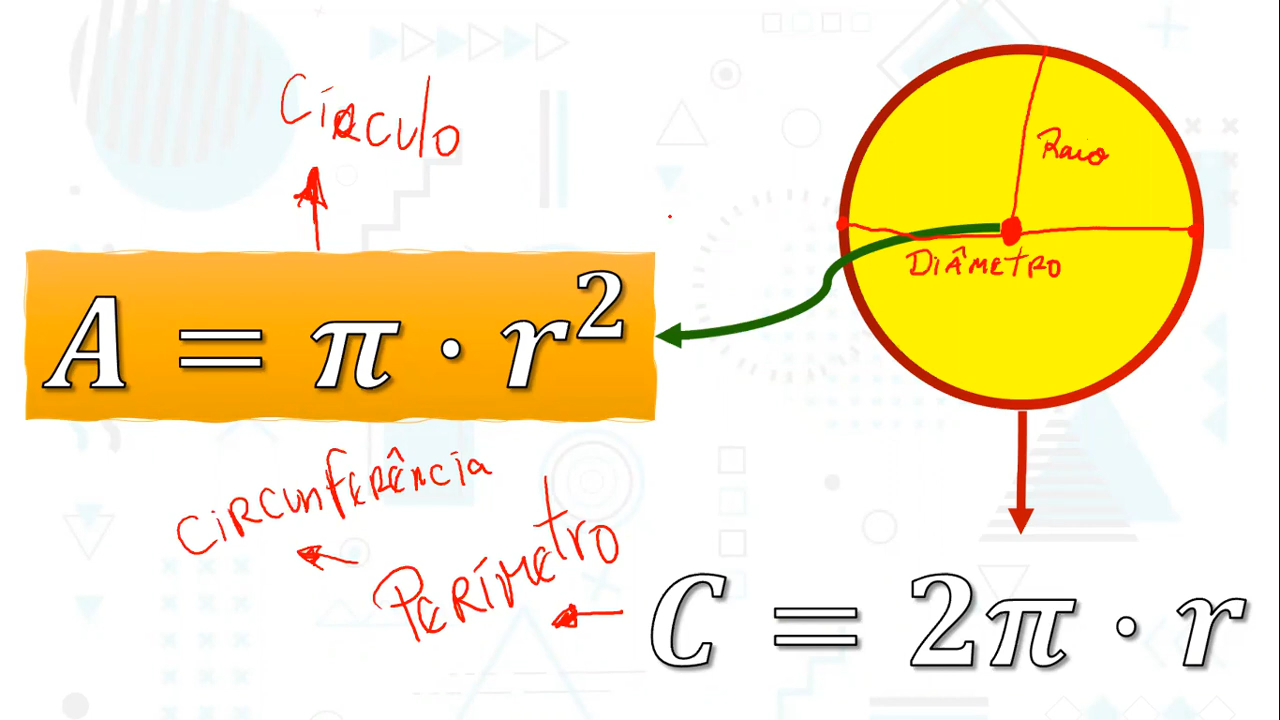 CÍRCULO
Raio
DIÂMETRO
A = π · r²
CIRCUNFERÊNCIA
PERÍMETRO
C = 2π · r